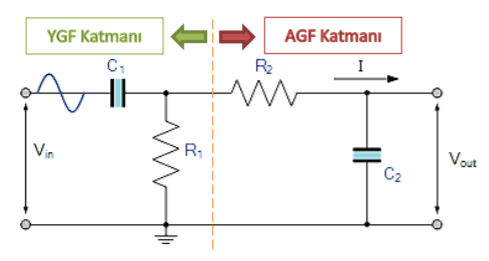 YGF Katmanı
AGF Katmanı
C1
R2
I
Vin
R1
C2
Vout